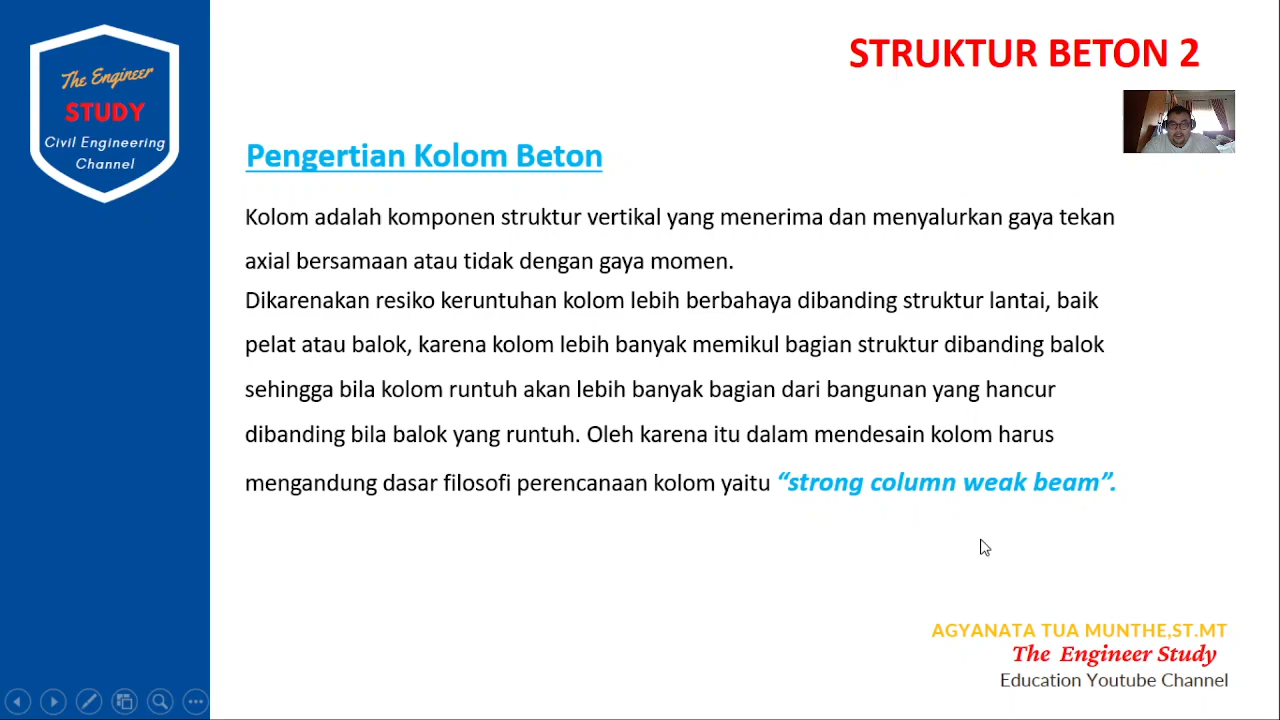 The Engineer
STUDY
Civil Engineering
Channel
STRUKTUR BETON 2
Pengertian Kolom Beton
Kolom adalah komponen struktur vertikal yang menerima dan menyalurkan gaya tekan
axial bersamaan atau tidak dengan gaya momen.
Dikarenakan resiko keruntuhan kolom lebih berbahaya dibanding struktur lantai, baik
pelat atau balok, karena kolom lebih banyak memikul bagian struktur dibanding balok
sehingga bila kolom runtuh akan lebih banyak bagian dari bangunan yang hancur
dibanding bila balok yang runtuh. Oleh karena itu dalam mendesain kolom harus
mengandung dasar filosofi perencanaan kolom yaitu “strong column weak beam”.
AGYANATA TUA MUNTHE,ST.MT
The Engineer Study
Education Youtube Channel